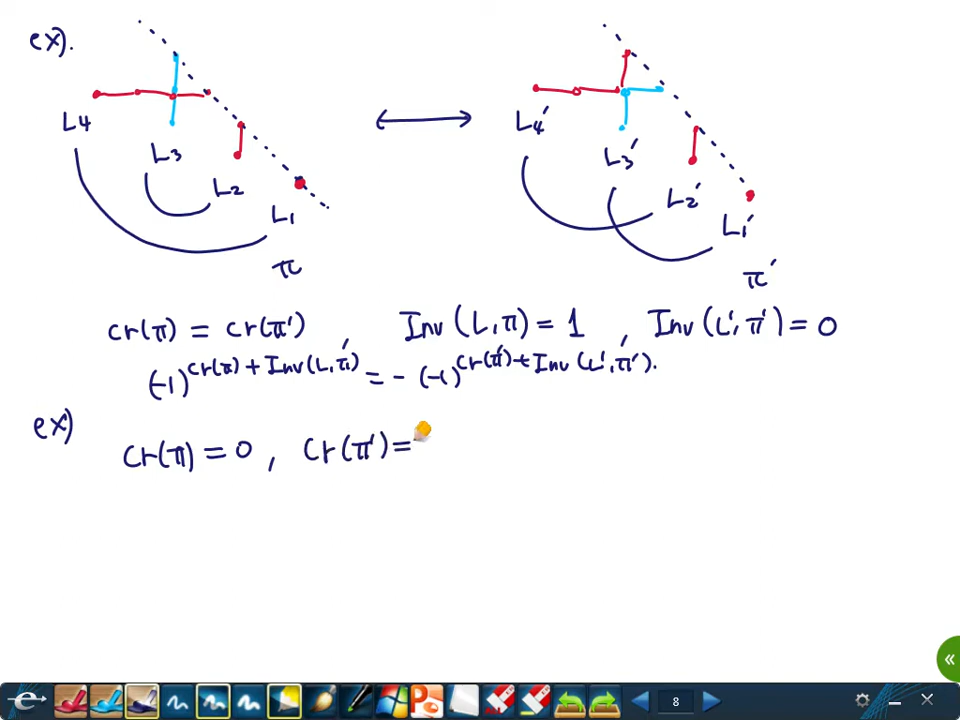 ex).
L4 L3 L2 L1
π
L4' L3' L2' L1'
π'
cr(π) = cr(π'), Inv(L,π) = 1, Inv(L',π') = 0
(-1)^{cr(π)+Inv(L,π)} = -(-1)^{cr(π')+Inv(L',π')}.
ex)
cr(π) = 0, cr(π') =
8